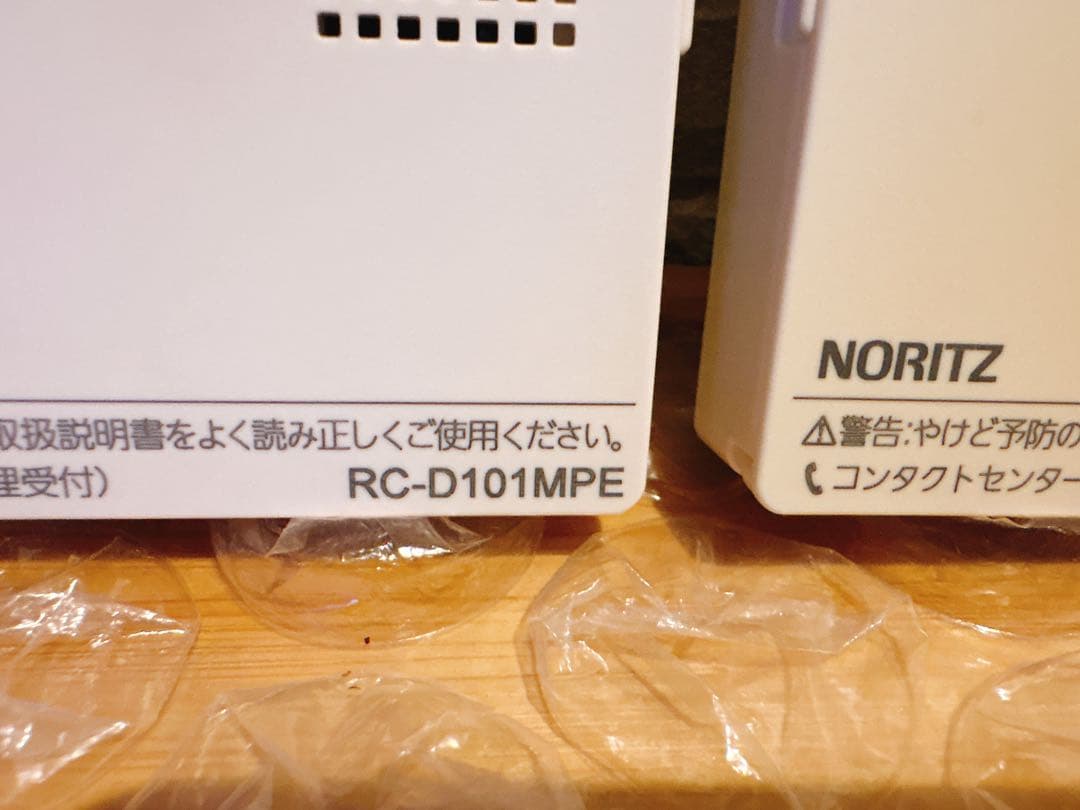 取扱説明書をよく読み正しくご使用ください。
理受付) RC-D101MPE
NORITZ
⚠警告:やけど予防の
コンタクトセンター